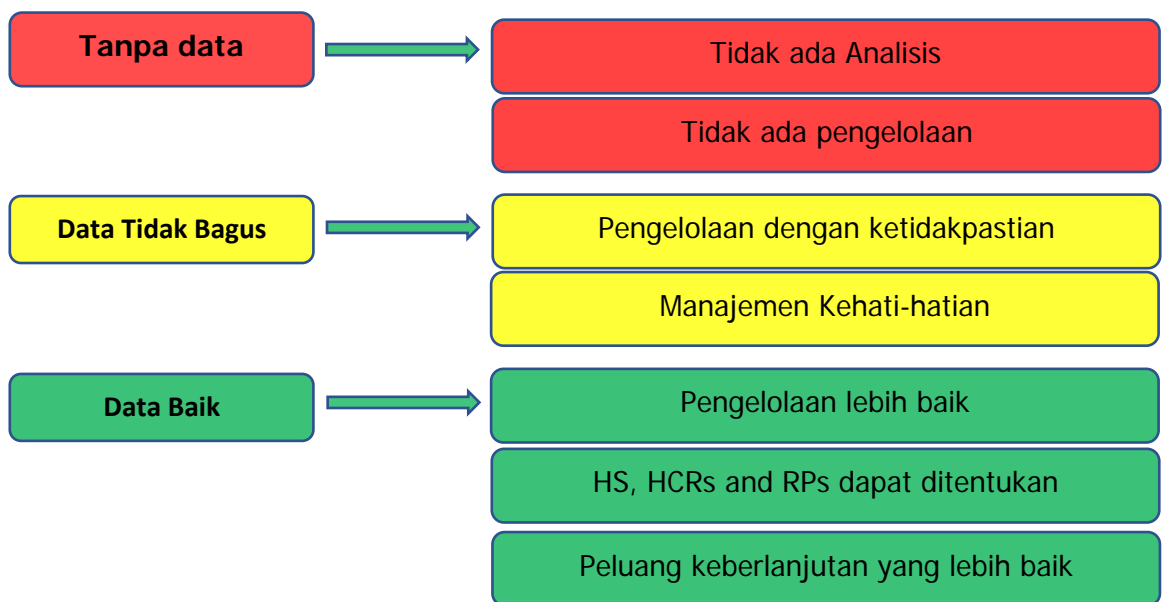 Tanpa data
Tidak ada Analisis
Tidak ada pengelolaan
Data Tidak Bagus
Pengelolaan dengan ketidakpastian
Manajemen Kehati-hatian
Data Baik
Pengelolaan lebih baik
HS, HCRs and RPs dapat ditentukan
Peluang keberlanjutan yang lebih baik